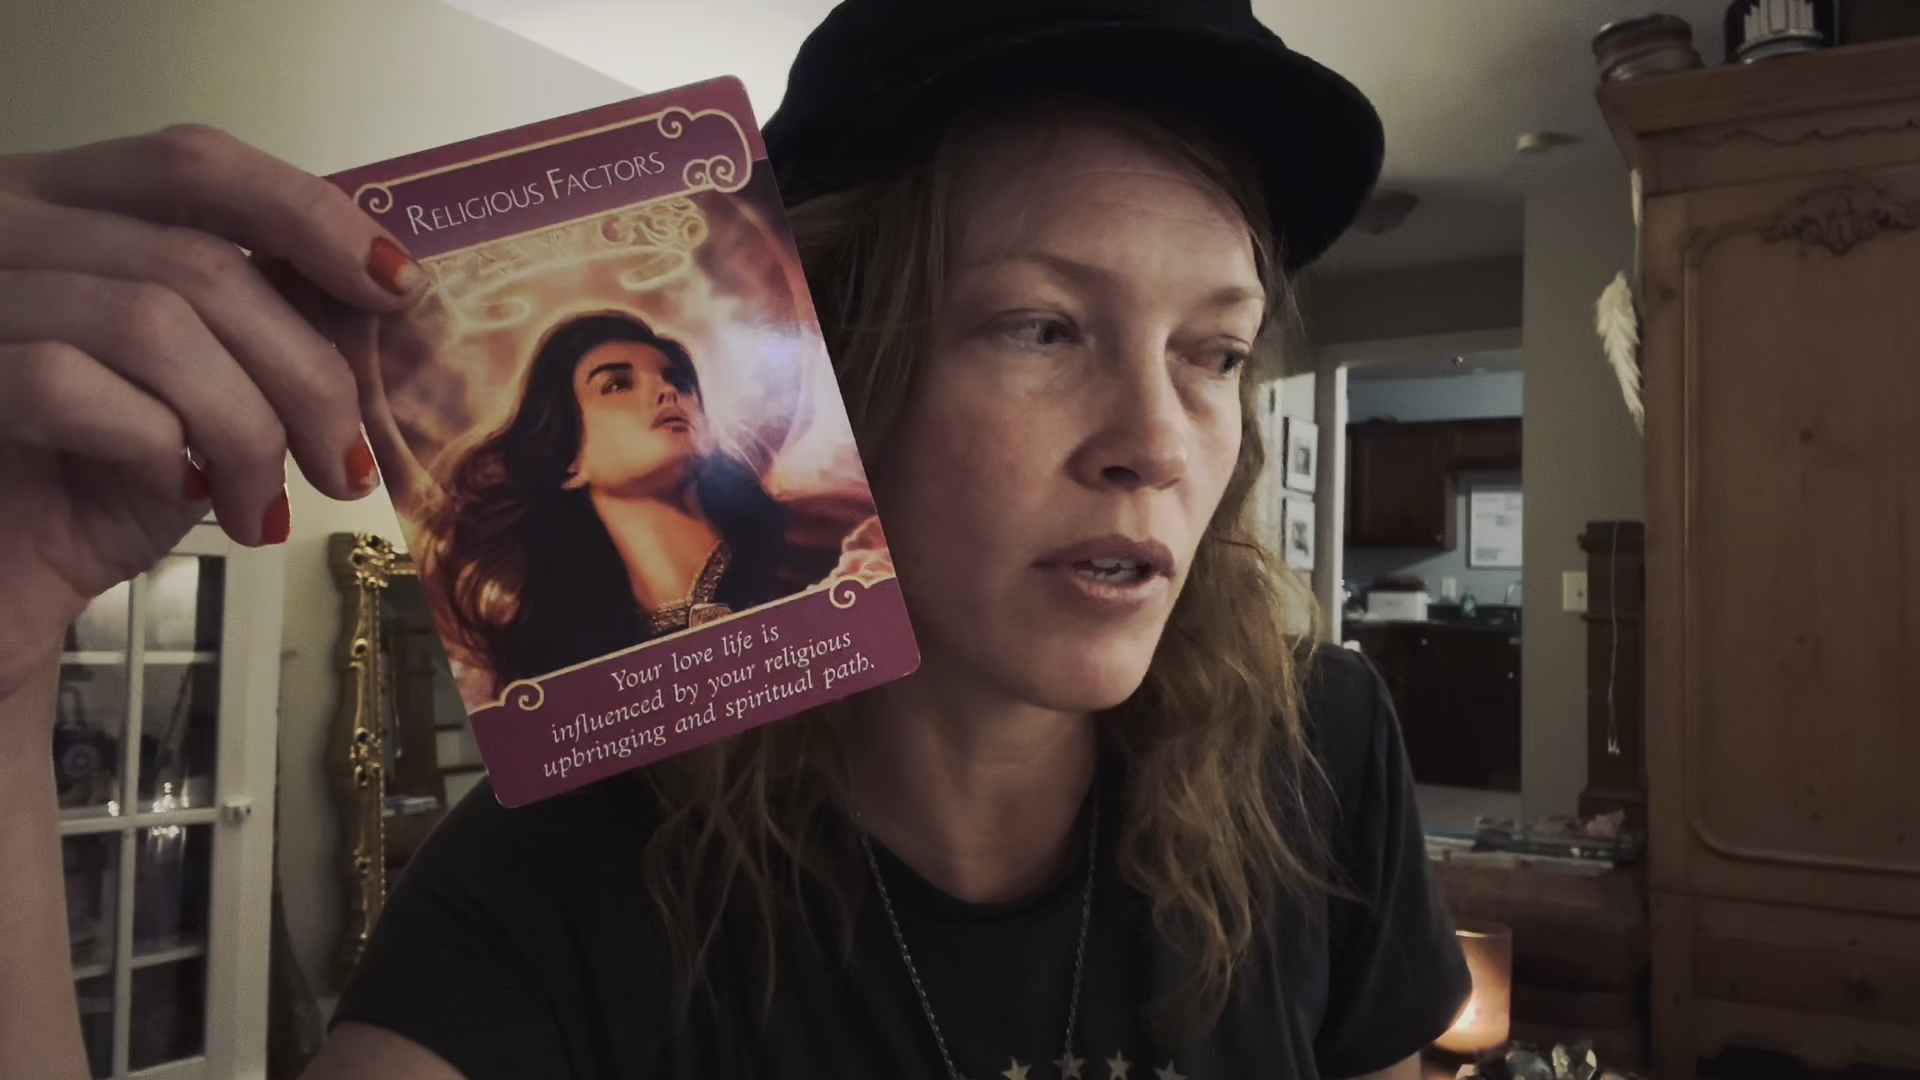 RELIGIOUS FACTORS
Your love life is
influenced by your religious
upbringing and spiritual path.